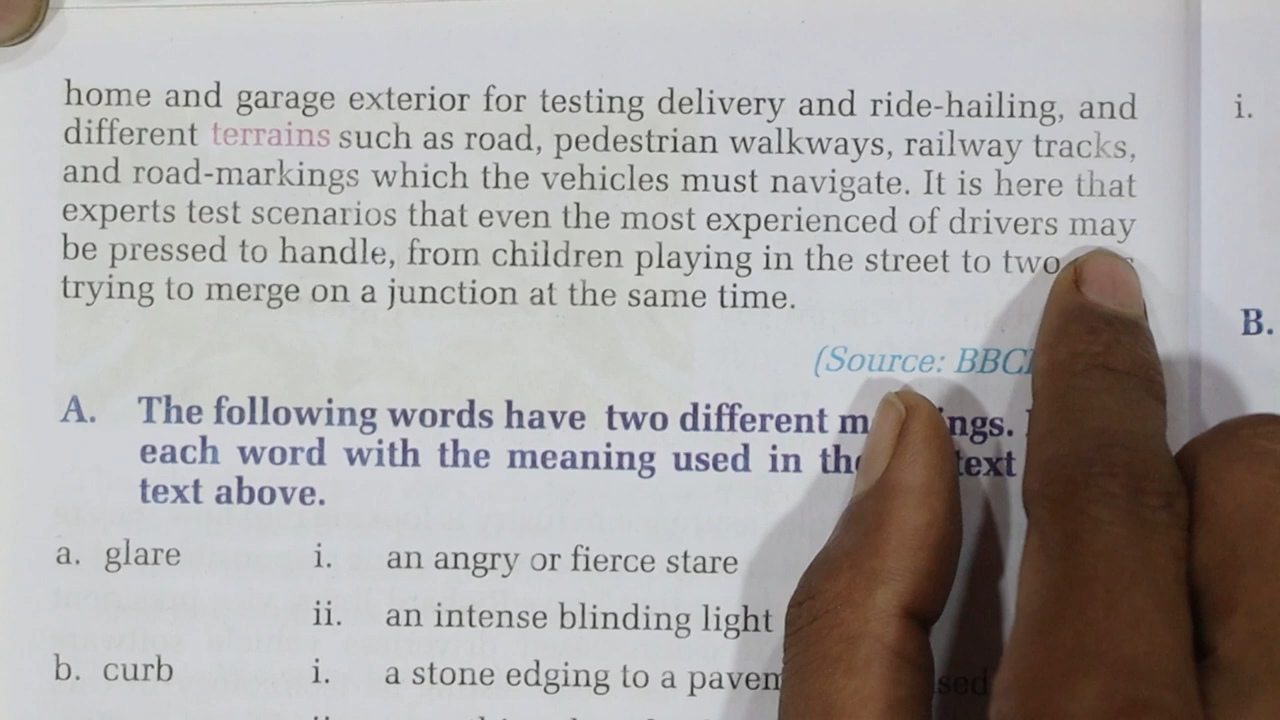 home and garage exterior for testing delivery and ride-hailing, and
different terrains such as road, pedestrian walkways, railway tracks,
and road-markings which the vehicles must navigate. It is here that
experts test scenarios that even the most experienced of drivers may
be pressed to handle, from children playing in the street to two
trying to merge on a junction at the same time.
(Source:
A. The following words have two different
each word with the meaning used in
text above.
a. glare i. an angry or fierce stare
ii. an intense blinding light
b. curb i. a stone edging to a
i.
B.